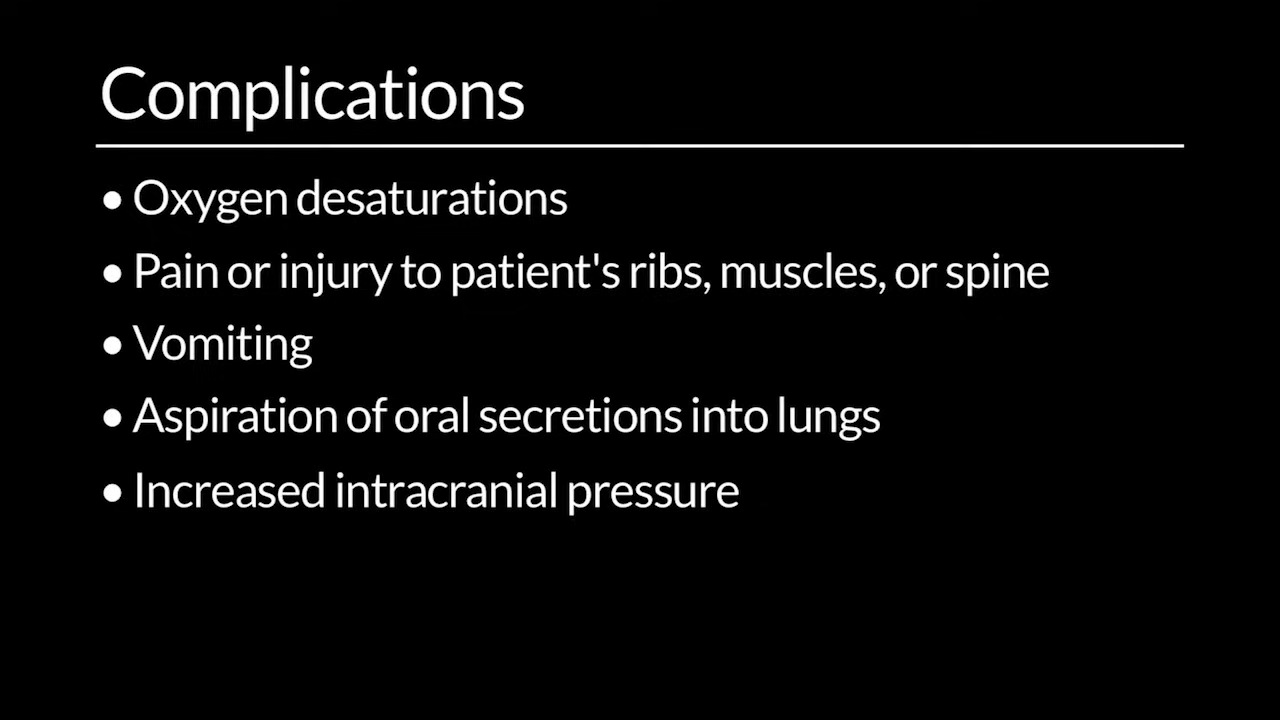 Complications
• Oxygen desaturations
• Pain or injury to patient's ribs, muscles, or spine
• Vomiting
• Aspiration of oral secretions into lungs
• Increased intracranial pressure